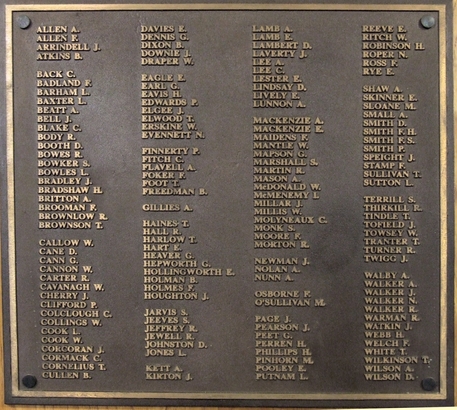 ALLEN A.
ALLEN F.
ARRINDELL J.
ATKINS B.
BACK C.
BADLAND F.
BARHAM L.
BAXTER L.
BEATT A.
BELL J.
BLAKE C.
BODY R.
BOOTH D.
BOWES R.
BOWKER S.
BOWLES L.
BRADLEY J.
BRADSHAW H.
BRITTON A.
BROOMAN F.
BROWNLOW R.
BROWNSON T.
CALLOW W.
CANE D.
CANN G.
CANNON W.
CARTER R.
CAVANAGH W.
CHERRY J.
CLIFFORD P.
COLCLOUGH C.
COLLINGS W.
COOK L.
COOK W.
CORCORAN J.
CORMACK C.
CORNELIUS T.
CULLEN B.
DAVIES E.
DENNIS G.
DIXON B.
DOWNIE J.
DRAPER W.
EAGLE E.
EARL G.
EAVIS H.
EDWARDS P.
ELGEE J.
ELWOOD T.
ERSKINE W.
EVENNETT N.
FINNERTY P.
FITCH C.
FLAVELL A.
FOKER F.
FOOT T.
FREEDMAN B.
GILLIES A.
HAINES T.
HALL R.
HARLOW T.
HART E.
HEAVER G.
HEPWORTH G.
HOLLINGWORTH E.
HOLMAN B.
HOLMES F.
HOUGHTON J.
JARVIS S.
JEEVES S.
JEFFREY R.
JEWELL R.
JOHNSTON D.
JONES L.
KETT A.
KIRTON J.
LAMB A.
LAMB E.
LAMBERT D.
LAVERTY J.
LEE A.
LEE C.
LESTER E.
LINDSAY D.
LIVELY E.
LUNNON A.
MACKENZIE A.
MACKENZIE E.
MAIDENS F.
MANTLE W.
MAPSON G.
MARSHALL S.
MARTIN R.
MASON A.
McDONALD W.
McMENEMY L.
MILLAR J.
MILLIS W.
MOLYNEAUX C.
MONK S.
MOORE F.
MORTON R.
NEWMAN J.
NOLAN A.
NUNN A.
OSBORNE F.
O'SULLIVAN M.
PAGE J.
PEARSON J.
PEET G.
PERREN H.
PHILLIPS H.
PINHORN M.
POOLEY E.
PUTNAM L.
REEVE E.
RITCH W.
ROBINSON H.
ROPER N.
ROSS F.
RYE E.
SHAW A.
SKINNER E.
SLOANE M.
SMALL A.
SMITH D.
SMITH F.H.
SMITH F.S.
SMITH P.
SPEIGHT J.
STAMP F.
SULLIVAN T.
SUTTON L.
TERRILL S.
THIRKILL E.
TINDLE T.
TOFIELD J.
TOWSEY W.
TRANTER T.
TURNER R.
TWIGG J.
WALBY A.
WALKER A.
WALKER J.
WALKER N.
WALKER R.
WARMAN R.
WATKIN J.
WEBB H.
WELCH F.
WHITE T.
WILKINSON T.
WILSON A.
WILSON D.